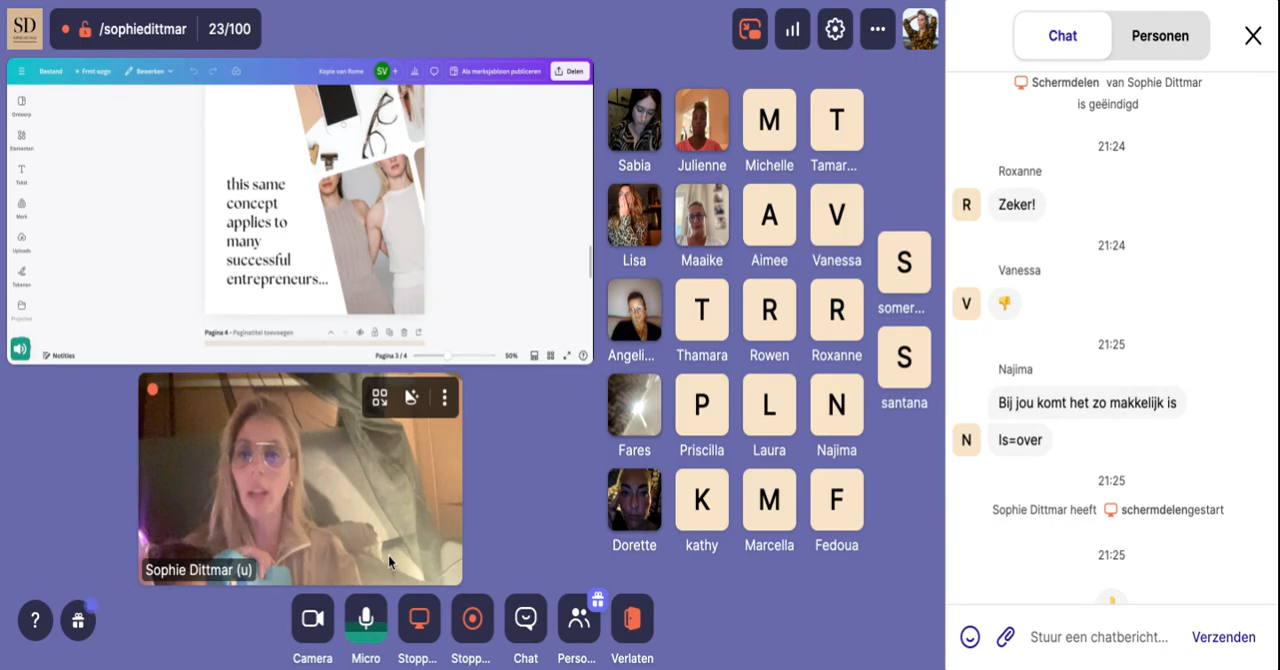 SD
/sophiedittmar
23/100
Bestand
Bewerken
Kopie van Rome
SV
+
Als merksjabloon publiceren
Delen
Ontwerp
Elementen
Tekst
Merk
Uploads
Tekenen
Projecten
this same
concept
applies to
many
successful
entrepreneurs...
Pagina 4 - Paginatitel toevoegen
Notities
Pagina 3 / 4
50%
Sophie Dittmar (u)
Sabia
Julienne
M
Michelle
T
Tamar...
Lisa
Maaike
A
Aimee
V
Vanessa
S
somer...
Angeli...
T
Thamara
R
Rowen
R
Roxanne
S
santana
Fares
P
Priscilla
L
Laura
N
Najima
Dorette
K
kathy
M
Marcella
F
Fedoua
?
Camera
Micro
Stopp...
Stopp...
Chat
Perso...
Verlaten
Chat
Personen
Schermdelen van Sophie Dittmar
is geëindigd
21:24
Roxanne
R
Zeker!
21:24
Vanessa
V
21:25
Najima
Bij jou komt het zo makkelijk is
N
Is=over
21:25
Sophie Dittmar heeft schermdelengestart
21:25
Stuur een chatbericht...
Verzenden